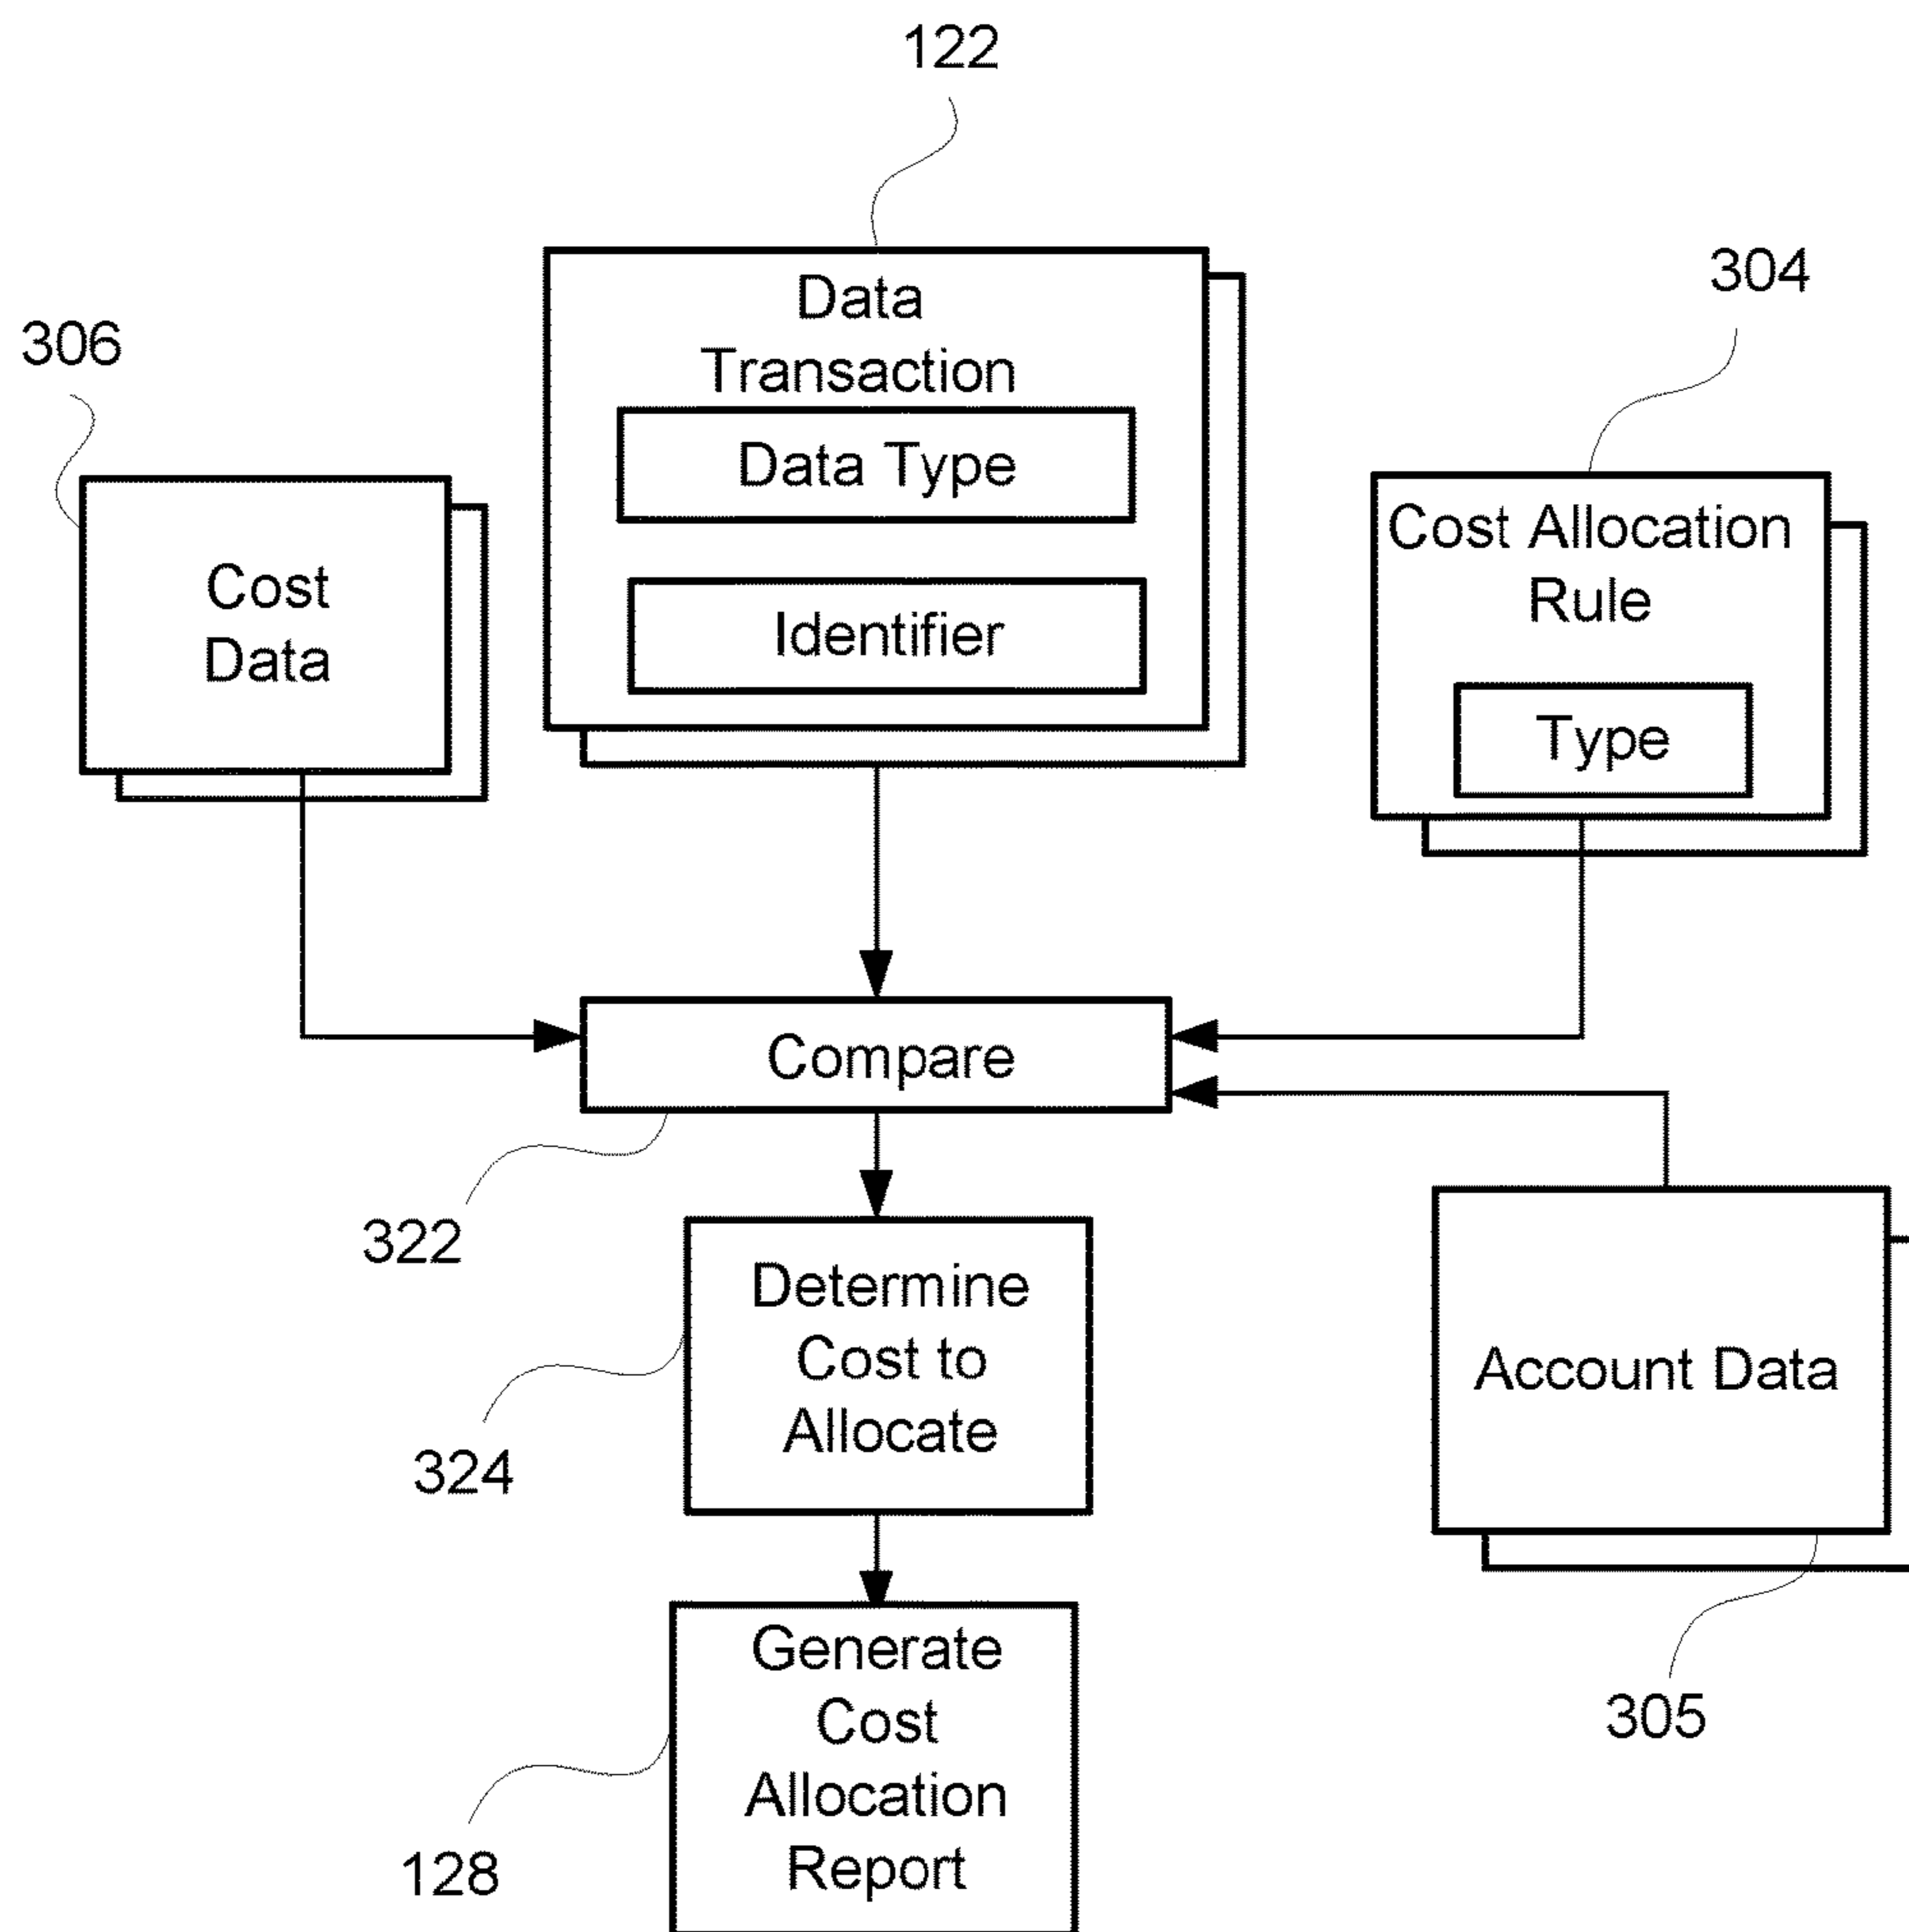 122
304
306
Data
Transaction
Data Type
Identifier
Cost
Data
Cost Allocation
Rule
Type
Compare
322
Determine
Cost to
Allocate
324
Account Data
305
Generate
Cost
Allocation
Report
128